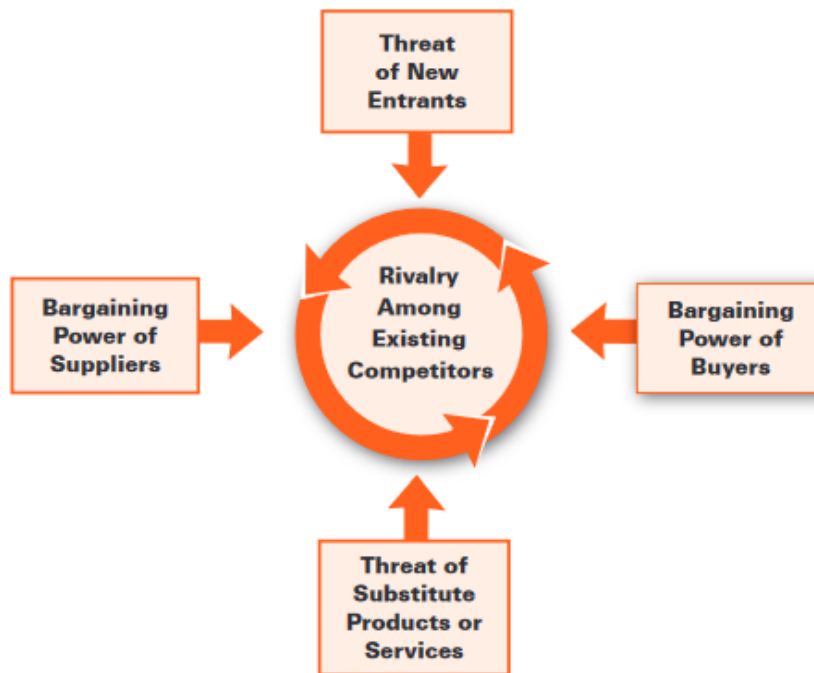 Threat
of New
Entrants
Rivalry
Among
Existing
Competitors
Bargaining
Power of
Suppliers
Bargaining
Power of
Buyers
Threat of
Substitute
Products or
Services